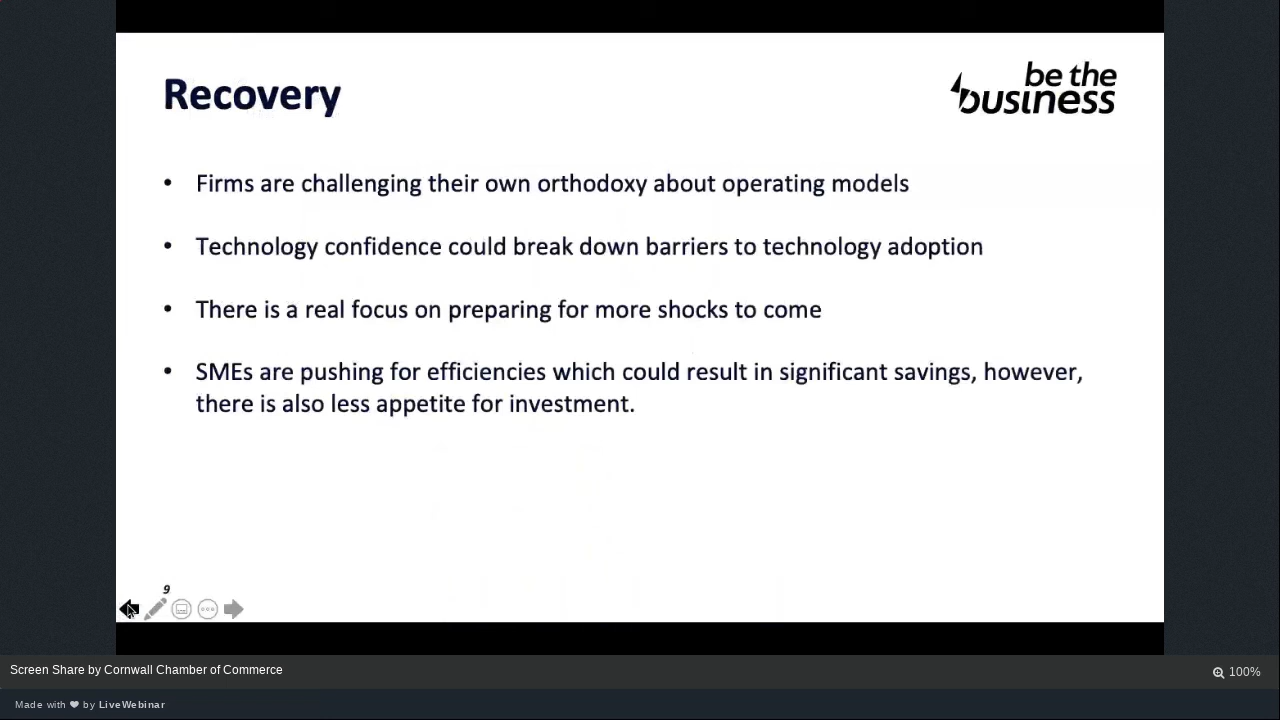 Recovery
be the
business
• Firms are challenging their own orthodoxy about operating models
• Technology confidence could break down barriers to technology adoption
• There is a real focus on preparing for more shocks to come
• SMEs are pushing for efficiencies which could result in significant savings, however,
there is also less appetite for investment.
9
Screen Share by Cornwall Chamber of Commerce
100%
Made with ❤ by LiveWebinar